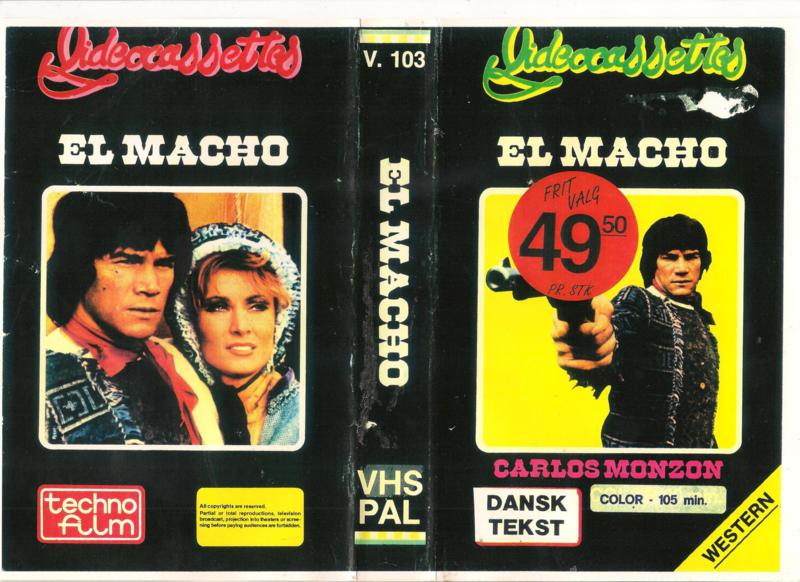 Videocassettes
EL MACHO
techno
film
All copyrights are reserved.
Partial or total reproductions, television
broadcast, projection into theaters or scree-
ning before paying audiences are forbidden.
V. 103
EL MACHO
VHS
PAL
Videocassettes
EL MACHO
FRIT
VALG
49 50
PR. STK
CARLOS MONZON
DANSK
TEKST
COLOR - 105 min.
WESTERN